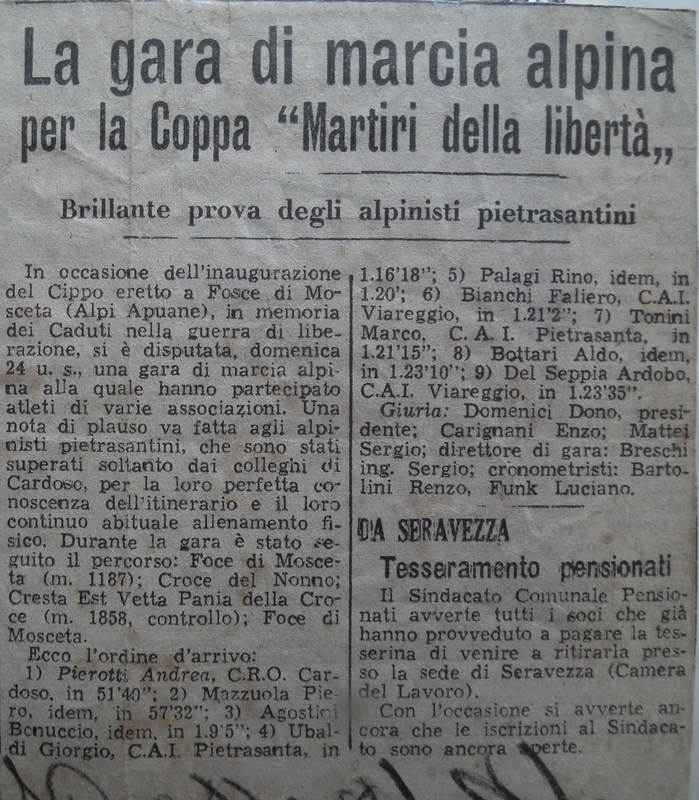 La gara di marcia alpina
per la Coppa “Martiri della libertà„
Brillante prova degli alpinisti pietrasantini
In occasione dell'inaugurazione
del Cippo eretto a Fosce di Mo-
sceta (Alpi Apuane), in memoria
dei Caduti nella guerra di libe-
razione, si è disputata, domenica
24 u. s., una gara di marcia alpi-
na alla quale hanno partecipato
atleti di varie associazioni. Una
nota di plauso va fatta agli alpi-
nisti pietrasantini, che sono stati
superati soltanto dai colleghi di
Cardoso, per la loro perfetta co-
noscenza dell'itinerario e il loro
continuo abituale allenamento fi-
sico. Durante la gara è stato se-
guito il percorso: Foce di Mosce-
ta (m. 1187); Croce del Nonno;
Cresta Est Vetta Pania della Cro-
ce (m. 1858, controllo); Foce di
Mosceta.
Ecco l'ordine d'arrivo:
1) Pierotti Andrea, C.R.O. Car-
doso, in 51'40”; 2) Mazzuola Pie-
ro, idem, in 57'32”; 3) Agostini
Bonuccio, idem, in 1.9'5”; 4) Ubal-
di Giorgio, C.A.I. Pietrasanta, in
1.16'18”; 5) Palagi Rino, idem, in
1.20'; 6) Bianchi Faliero, C.A.I.
Viareggio, in 1.21'2”; 7) Tonini
Marco, C. A. I. Pietrasanta, in
1.21'15”; 8) Bottari Aldo, idem,
in 1.23'10”; 9) Del Seppia Ardobo,
C.A.I. Viareggio, in 1.23'35”.
Giuria: Domenici Dono, presi-
dente; Carignani Enzo; Mattei
Sergio; direttore di gara: Breschi
ing. Sergio; cronometristi: Barto-
lini Renzo, Funk Luciano.
DA SERAVEZZA
Tesseramento pensionati
Il Sindacato Comunale Pensio-
nati avverte tutti i soci che già
hanno provveduto a pagare la tes-
serina di venire a ritirarla pres-
so la sede di Seravezza (Camera
del Lavoro).
Con l'occasione si avverte an-
cora che le iscrizioni al Sindaca-
to sono ancora aperte.